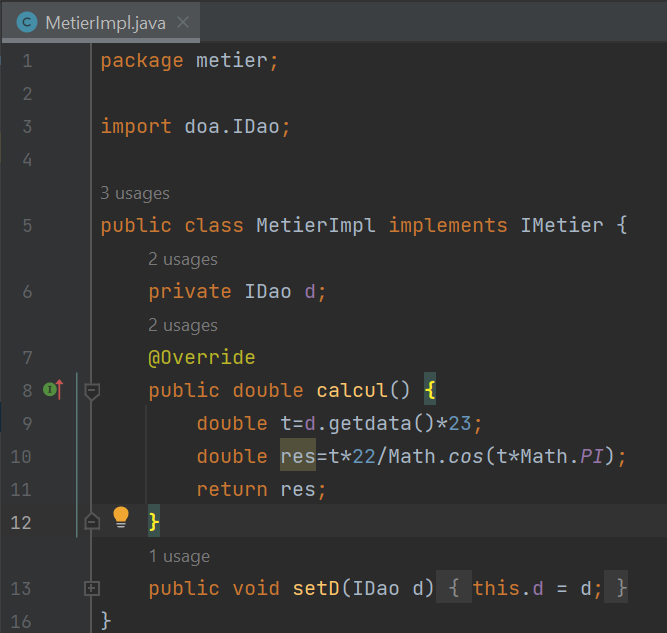 C MetierImpl.java ×
1 package metier;
2
3 import doa.IDao;
4
3 usages
5 public class MetierImpl implements IMetier {
2 usages
6 private IDao d;
2 usages
7 @Override
8 I public double calcul() {
9 double t=d.getdata()*23;
10 double res=t*22/Math.cos(t*Math.PI);
11 return res;
12 }
1 usage
13 public void setD(IDao d) { this.d = d; }
16 }